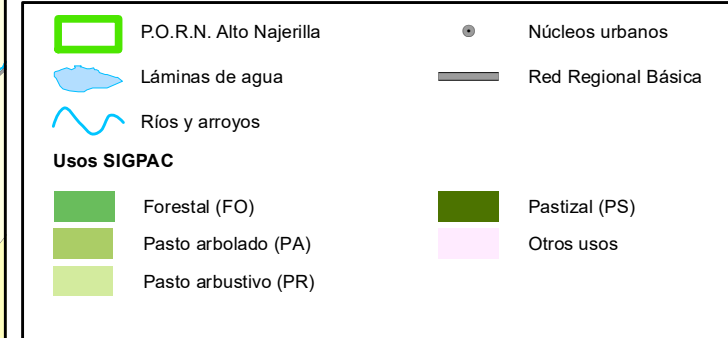 P.O.R.N. Alto Najerilla
Núcleos urbanos
Láminas de agua
Red Regional Básica
Ríos y arroyos
Usos SIGPAC
Forestal (FO)
Pastizal (PS)
Pasto arbolado (PA)
Otros usos
Pasto arbustivo (PR)